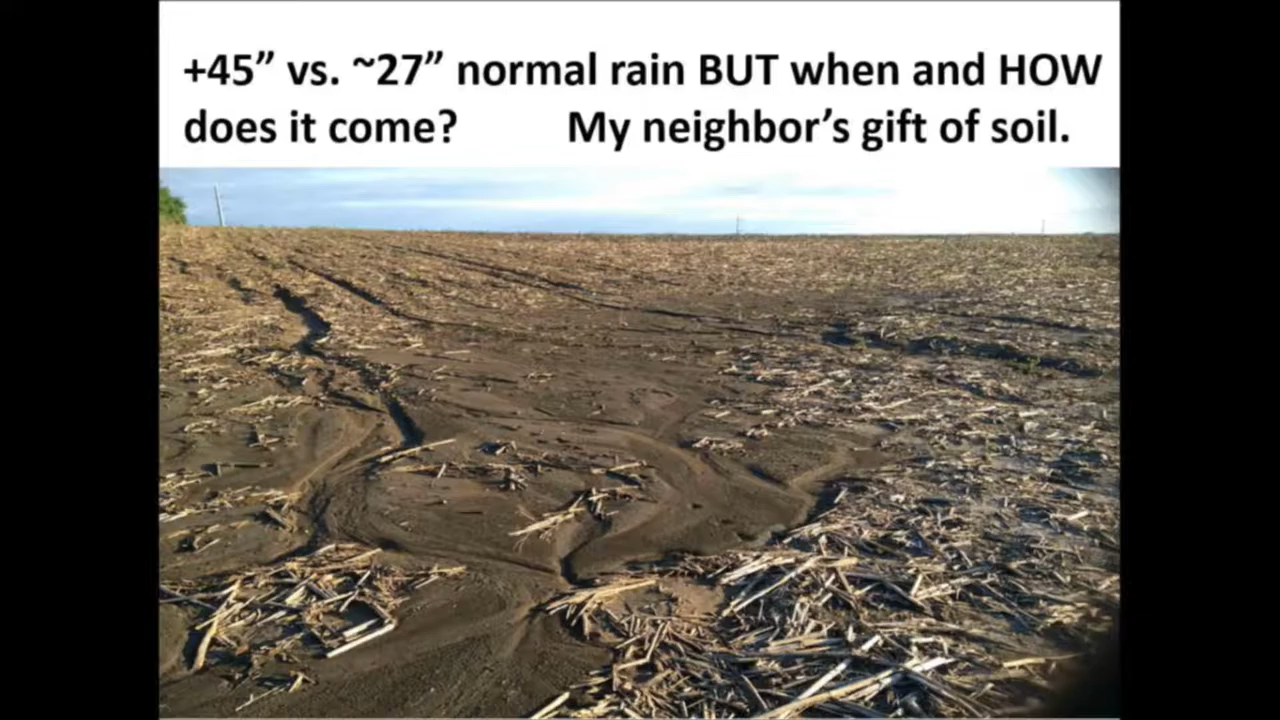 +45” vs. ~27” normal rain BUT when and HOW
does it come? My neighbor’s gift of soil.